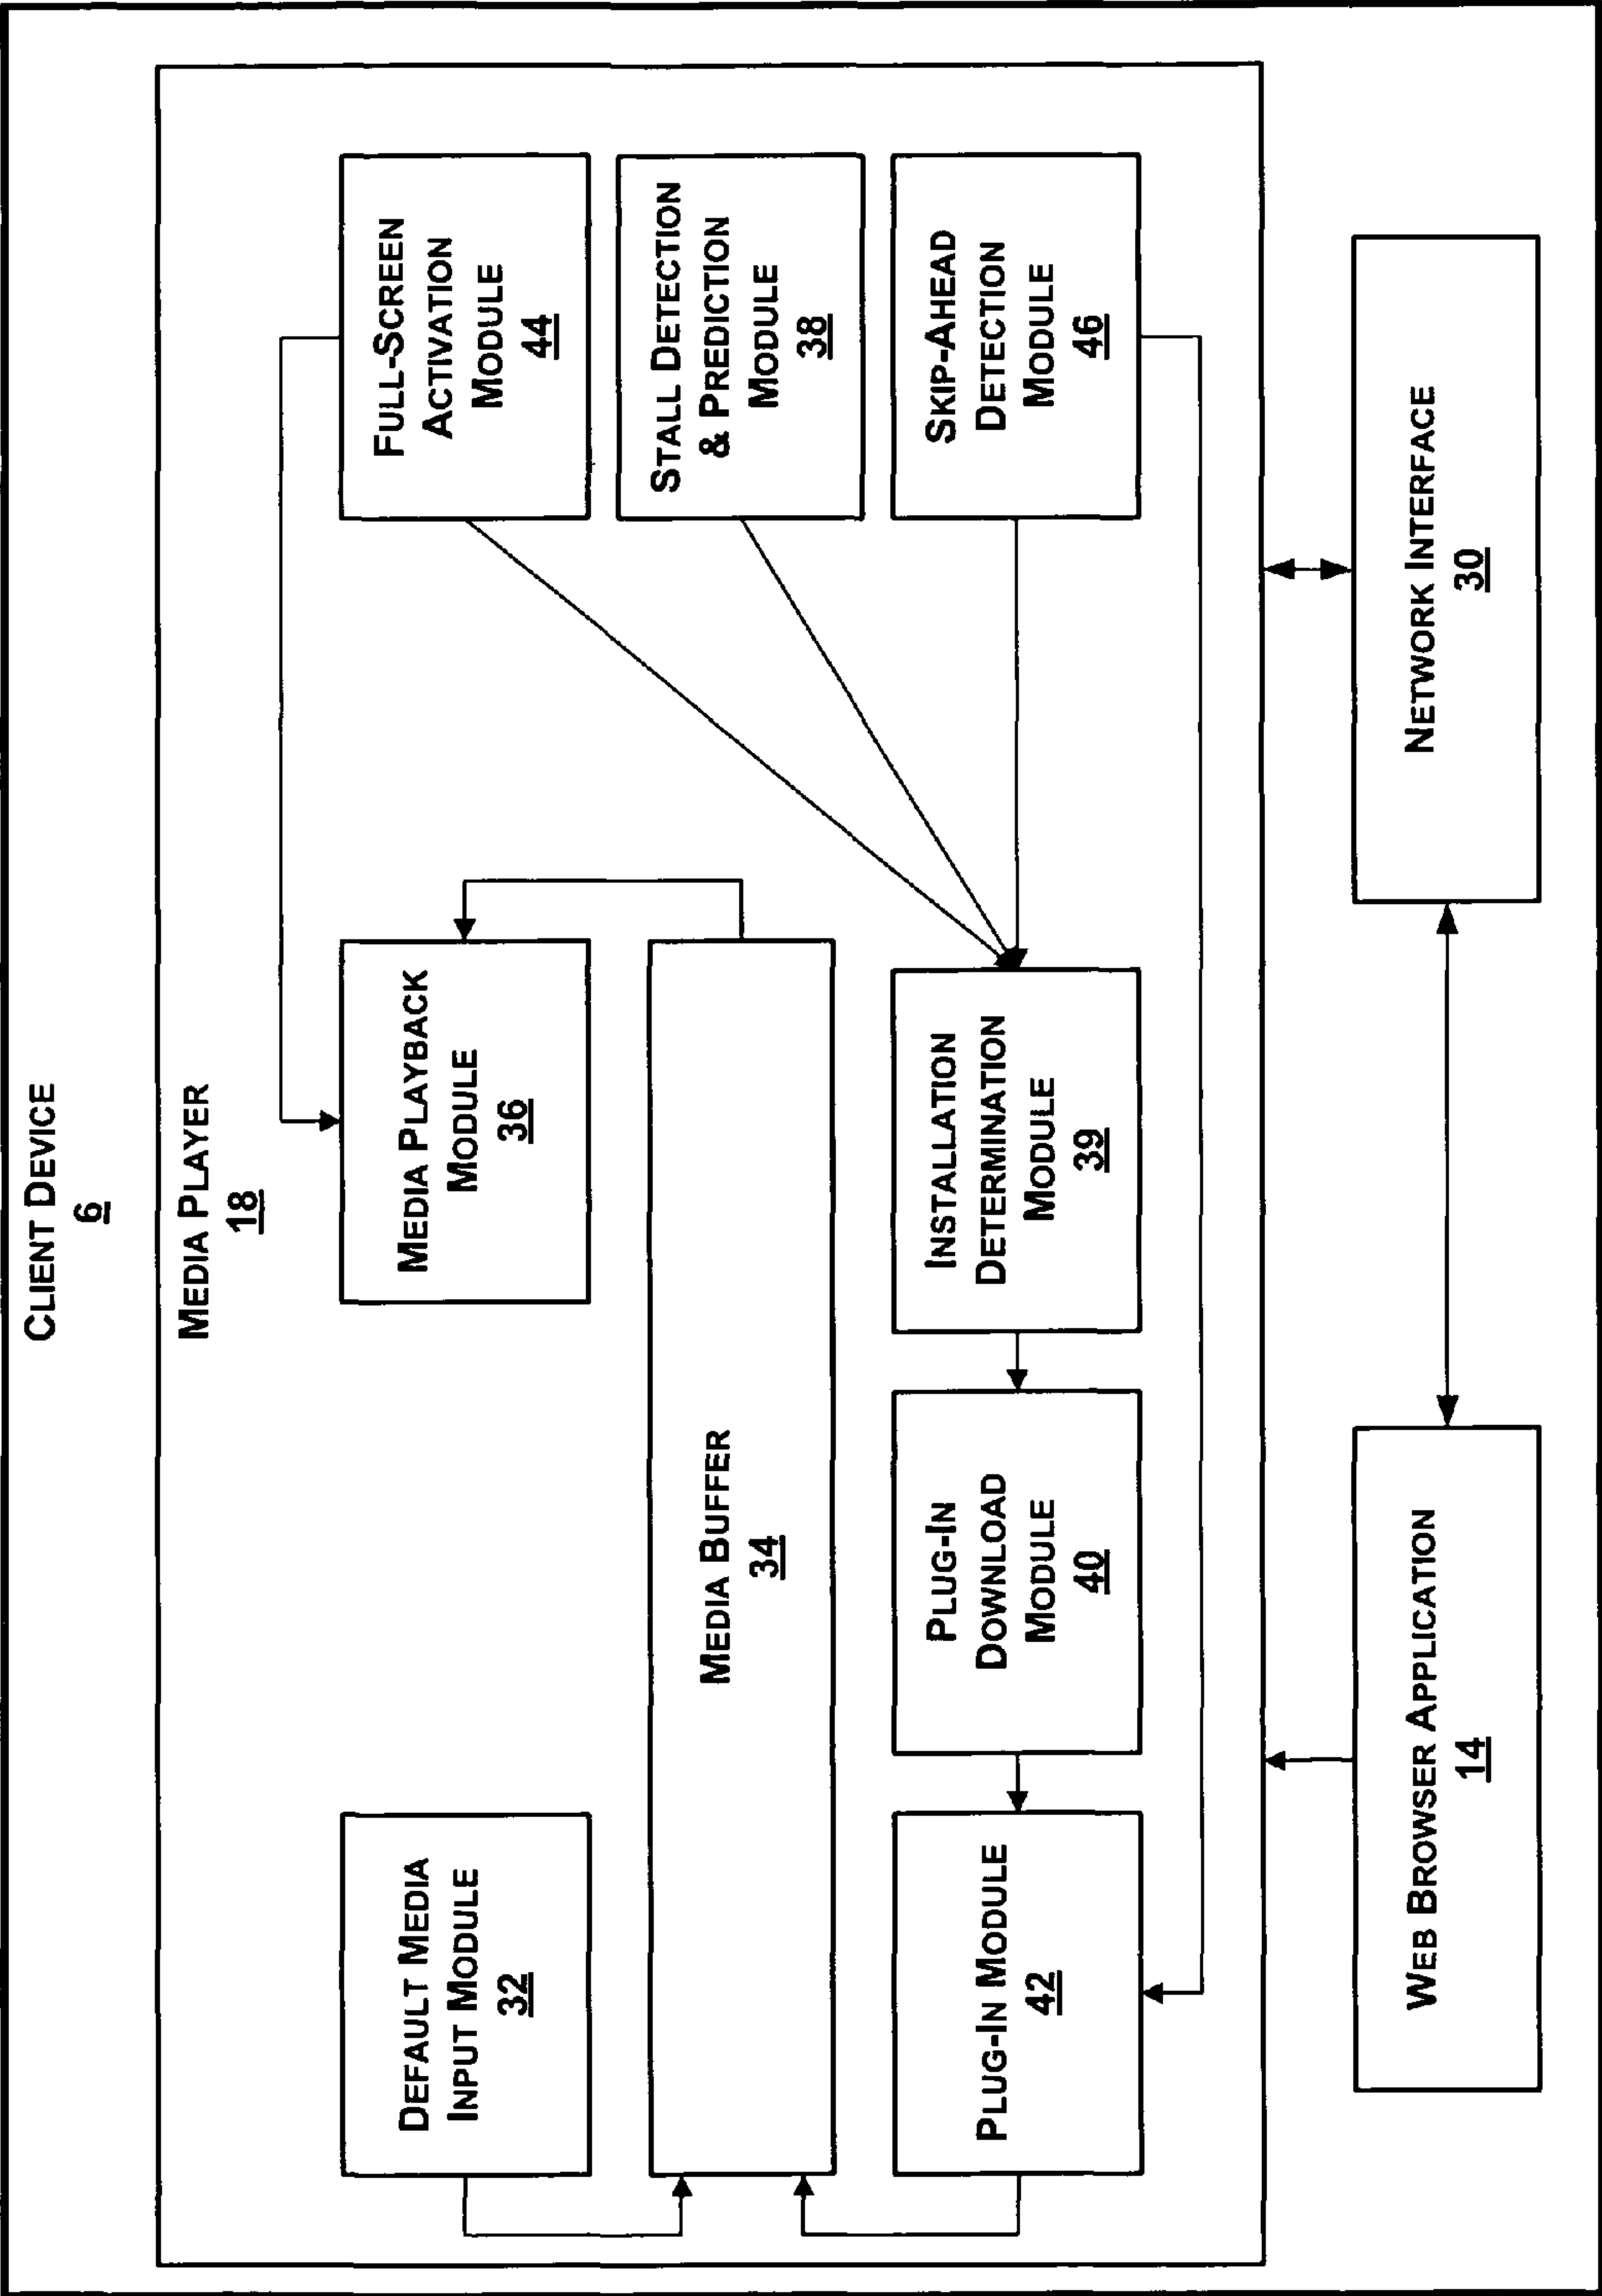 CLIENT DEVICE
6
MEDIA PLAYER
18
DEFAULT MEDIA
INPUT MODULE
32
MEDIA PLAYBACK
MODULE
36
FULL-SCREEN
ACTIVATION
MODULE
44
MEDIA BUFFER
34
STALL DETECTION
& PREDICTION
MODULE
38
PLUG-IN MODULE
42
PLUG-IN
DOWNLOAD
MODULE
40
INSTALLATION
DETERMINATION
MODULE
39
SKIP-AHEAD
DETECTION
MODULE
46
WEB BROWSER APPLICATION
14
NETWORK INTERFACE
30